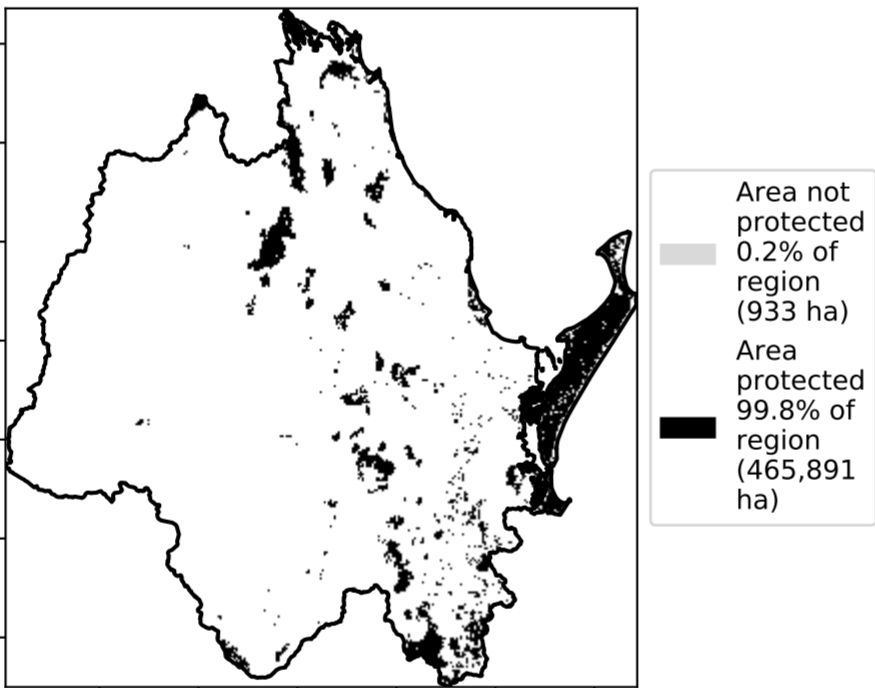 Area not
protected
0.2% of
region
(933 ha)
Area
protected
99.8% of
region
(465,891
ha)